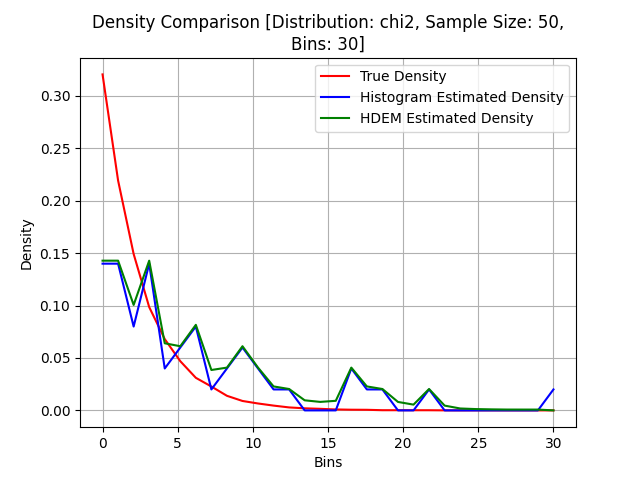 Density Comparison [Distribution: chi2, Sample Size: 50,
Bins: 30]
True Density
Histogram Estimated Density
HDEM Estimated Density
Density
0.30
0.25
0.20
0.15
0.10
0.05
0.00
0 5 10 15 20 25 30
Bins